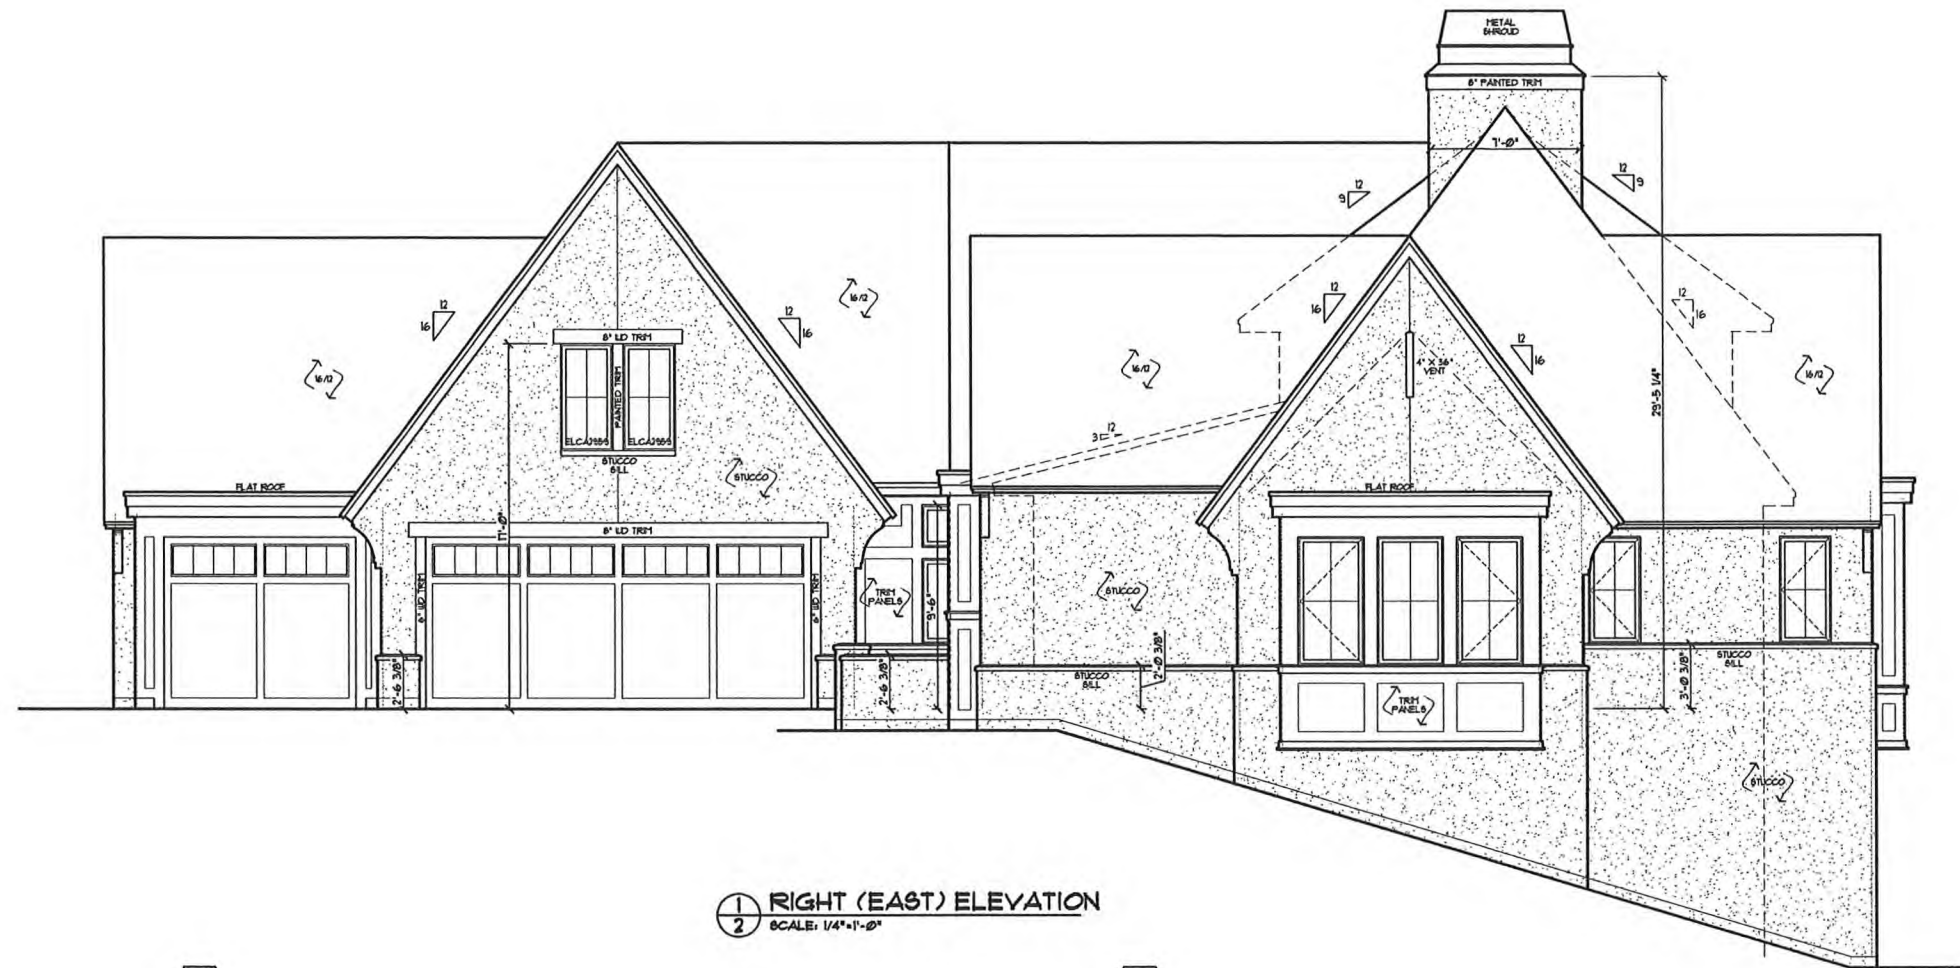 METAL
SHROUD
8" PAINTED TRIM
7'-0"
12
9
12
9
12
16
12
16
16/12
12
16
12
16
12
16
16/12
16/12
16/12
8" WD TRIM
PAINTED TRIM
ELCA2955
ELCA2955
STUCCO
SILL
STUCCO
4" X 36"
VENT
29'-5 1/4"
12
3
FLAT ROOF
FLAT ROOF
17'-0"
8" WD TRIM
6" WD TRIM
6" WD TRIM
TRIM
PANELS
9'-6"
STUCCO
2'-6 3/8"
2'-6 3/8"
STUCCO
SILL
2'-0 3/8"
TRIM
PANELS
STUCCO
SILL
3'-0 3/8"
STUCCO
1
2
RIGHT (EAST) ELEVATION
SCALE: 1/4"=1'-0"